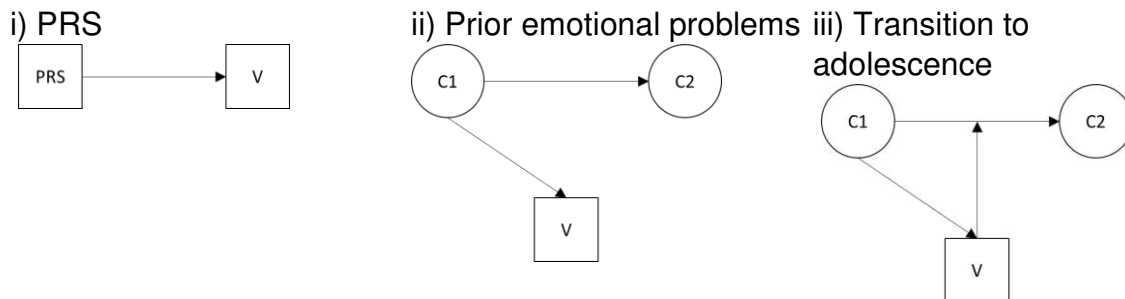 i) PRS
PRS
V
ii) Prior emotional problems
C1
C2
V
iii) Transition to
adolescence
C1
C2
V